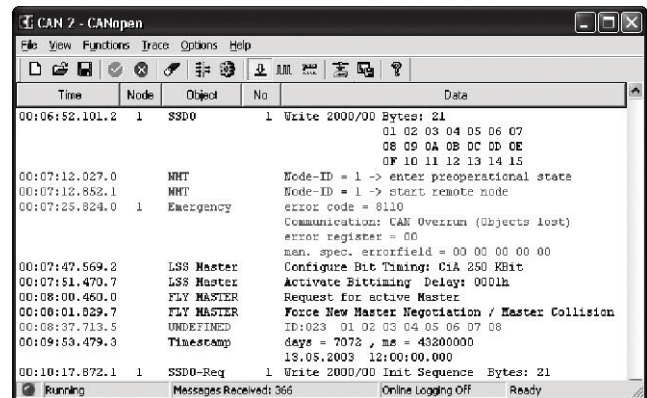 CAN 2 - CANopen
File View Functions Trace Options Help
Time Node Object No Data
00:06:52.101.2 1 SSDO 1 Write 2000/00 Bytes: 21
01 02 03 04 05 06 07
08 09 0A 0B 0C 0D 0E
0F 10 11 12 13 14 15
00:07:12.027.0 NMT Node-ID = 1 -> enter preoperational state
00:07:12.852.1 NMT Node-ID = 1 -> start remote node
00:07:25.824.0 1 Emergency error code = 8110
Communication: CAN Overrun (Objects lost)
error register = 00
man. spec. errorfield = 00 00 00 00 00
00:07:47.569.2 LSS Master Configure Bit Timing: CiA 250 KBit
00:07:51.470.7 LSS Master Activate Bittiming Delay: 0001h
00:08:00.460.0 FLY MASTER Request for active Master
00:08:01.829.7 FLY MASTER Force New Master Negotiation / Master Collision
00:08:37.713.5 UNDEFINED ID:023 01 02 03 04 05 06 07 08
00:09:53.479.3 Timestamp days = 7072 , ms = 43200000
13.05.2003 12:00:00.000
00:10:17.872.1 1 SSDO-Req 1 Write 2000/00 Init Sequence Bytes: 21
Running Messages Received: 366 Online Logging Off Ready